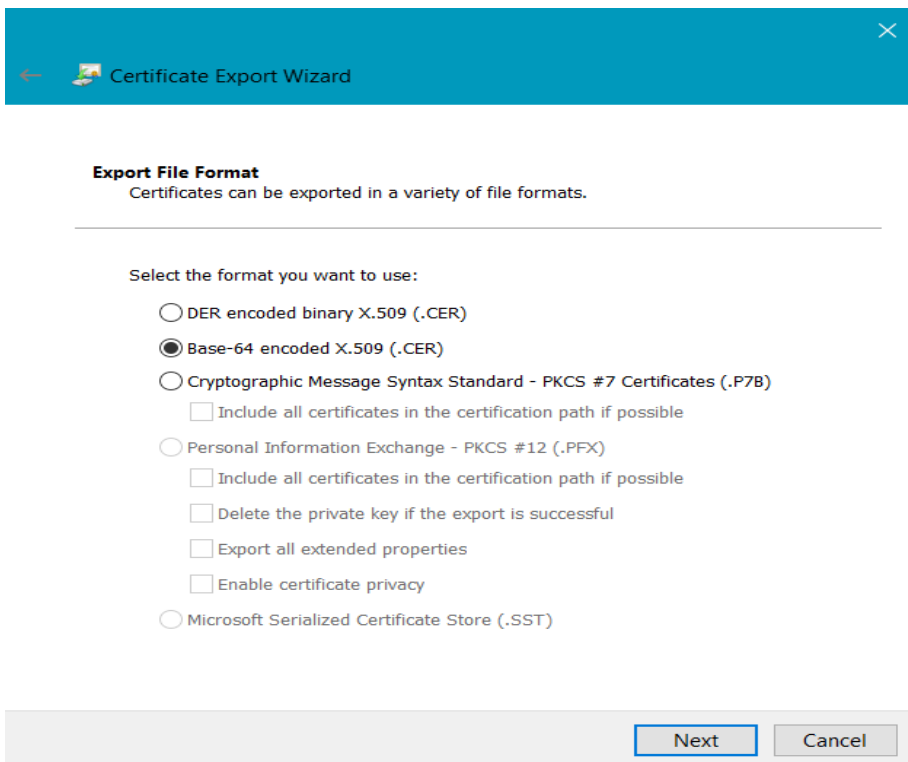 Certificate Export Wizard
Export File Format
Certificates can be exported in a variety of file formats.
Select the format you want to use:
DER encoded binary X.509 (.CER)
Base-64 encoded X.509 (.CER)
Cryptographic Message Syntax Standard - PKCS #7 Certificates (.P7B)
Include all certificates in the certification path if possible
Personal Information Exchange - PKCS #12 (.PFX)
Include all certificates in the certification path if possible
Delete the private key if the export is successful
Export all extended properties
Enable certificate privacy
Microsoft Serialized Certificate Store (.SST)
Next Cancel